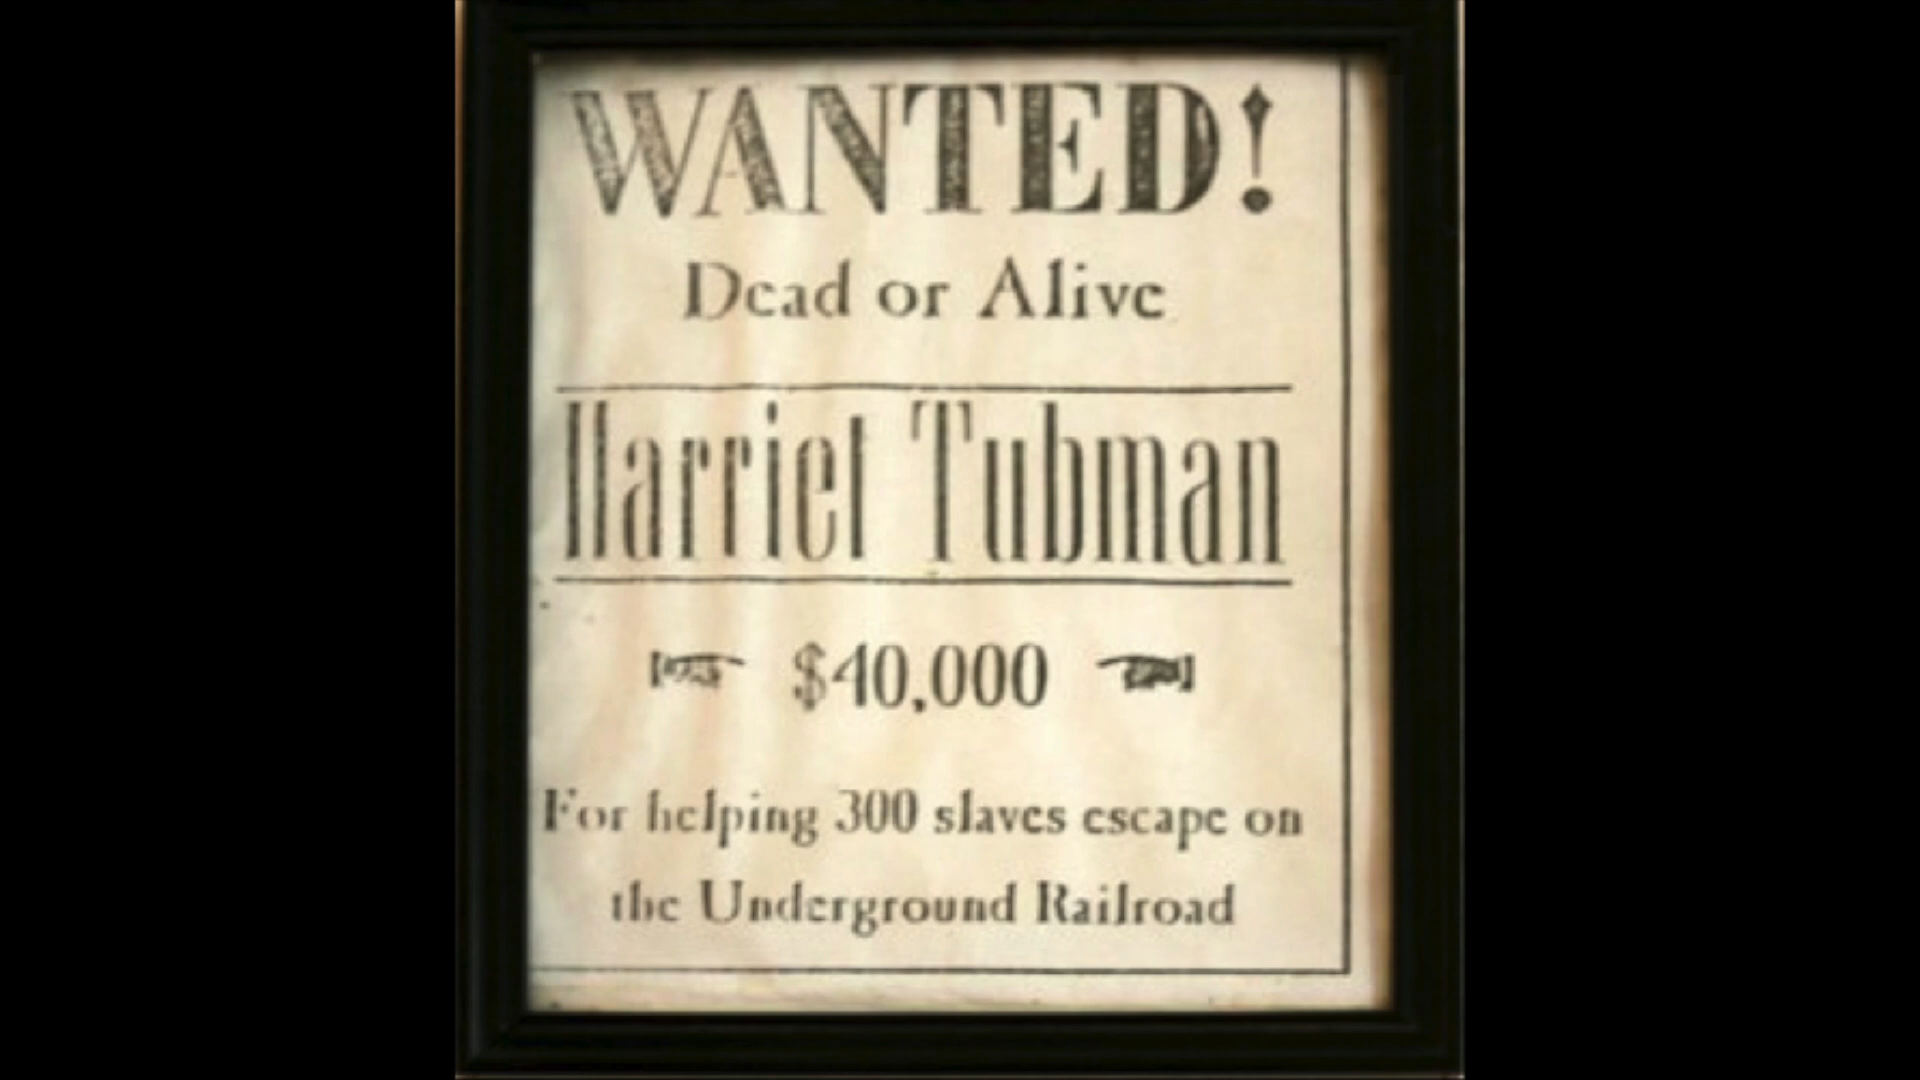 WANTED!
Dead or Alive
Harriet Tubman
$40,000
For helping 300 slaves escape on
the Underground Railroad